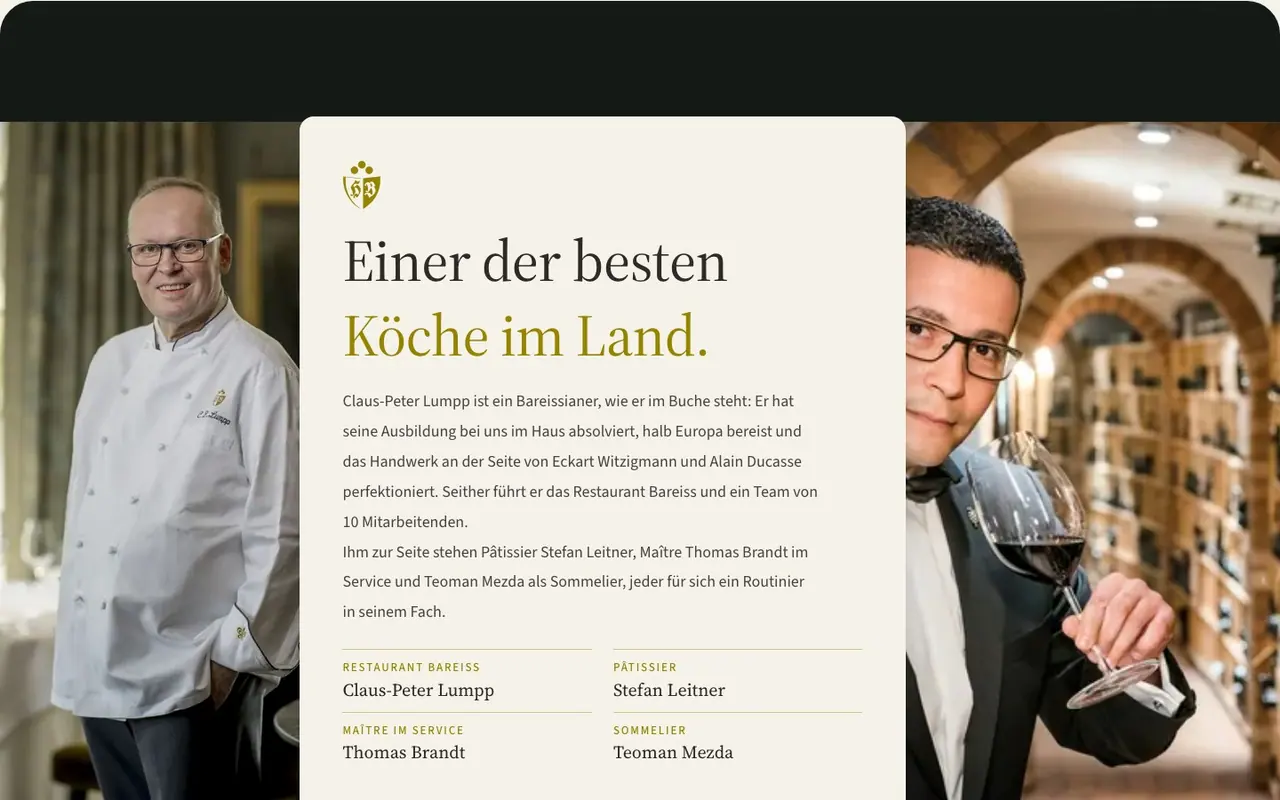 HB
Einer der besten
Köche im Land.
C.P. Lumpp
Claus-Peter Lumpp ist ein Bareissianer, wie er im Buche steht: Er hat
seine Ausbildung bei uns im Haus absolviert, halb Europa bereist und
das Handwerk an der Seite von Eckart Witzigmann und Alain Ducasse
perfektioniert. Seither führt er das Restaurant Bareiss und ein Team von
10 Mitarbeitenden.
Ihm zur Seite stehen Pâtissier Stefan Leitner, Maître Thomas Brandt im
Service und Teoman Mezda als Sommelier, jeder für sich ein Routinier
in seinem Fach.
RESTAURANT BAREISS
Claus-Peter Lumpp
PÂTISSIER
Stefan Leitner
MAÎTRE IM SERVICE
Thomas Brandt
SOMMELIER
Teoman Mezda